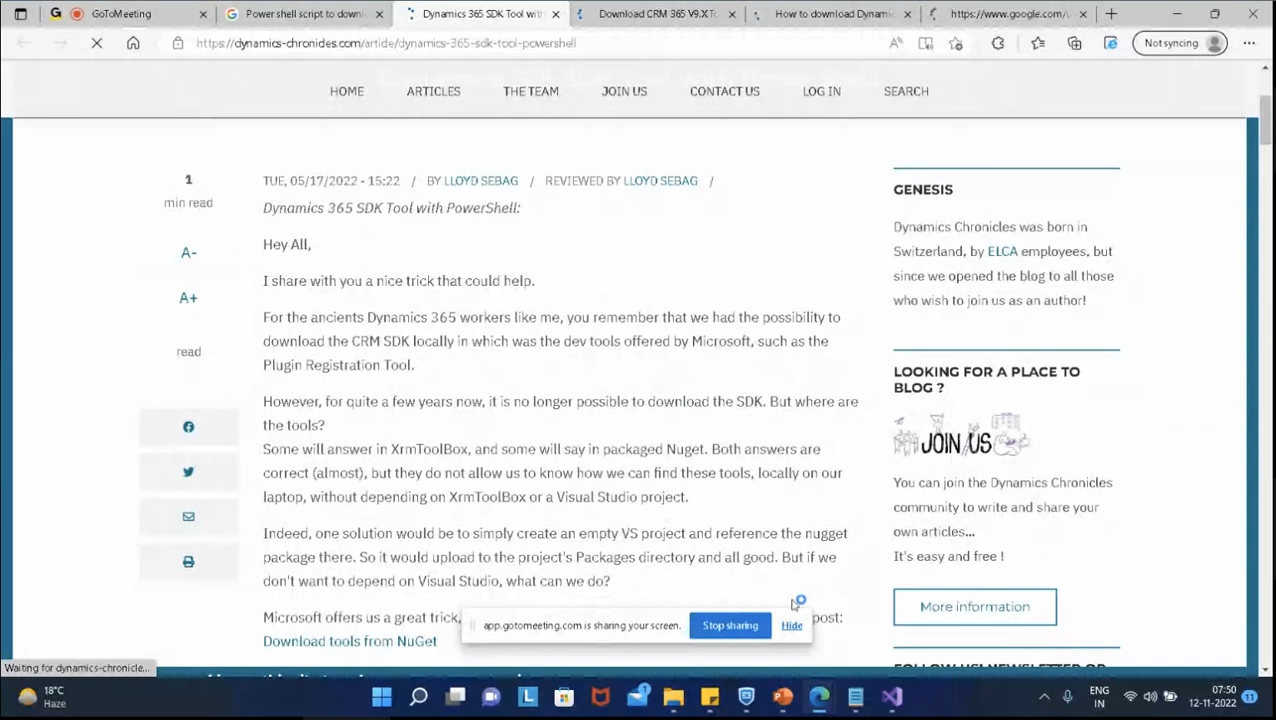 GoToMeeting
Power shell script to downl
Dynamics 365 SDK Tool with
Download CRM 365 V9.X To
How to download Dynamic
https://www.google.com/u
https://dynamics-chronicles.com/article/dynamics-365-sdk-tool-powershell
Not syncing
HOME ARTICLES THE TEAM JOIN US CONTACT US LOG IN SEARCH
1
min read
A-
A+
read
TUE, 05/17/2022 - 15:22 / BY LLOYD SEBAG / REVIEWED BY LLOYD SEBAG /
Dynamics 365 SDK Tool with PowerShell:
Hey All,
I share with you a nice trick that could help.
For the ancients Dynamics 365 workers like me, you remember that we had the possibility to
download the CRM SDK locally in which was the dev tools offered by Microsoft, such as the
Plugin Registration Tool.
However, for quite a few years now, it is no longer possible to download the SDK. But where are
the tools?
Some will answer in XrmToolBox, and some will say in packaged Nuget. Both answers are
correct (almost), but they do not allow us to know how we can find these tools, locally on our
laptop, without depending on XrmToolBox or a Visual Studio project.
Indeed, one solution would be to simply create an empty VS project and reference the nugget
package there. So it would upload to the project's Packages directory and all good. But if we
don't want to depend on Visual Studio, what can we do?
Microsoft offers us a great trick, post:
Download tools from NuGet
GENESIS
Dynamics Chronicles was born in
Switzerland, by ELCA employees, but
since we opened the blog to all those
who wish to join us as an author!
LOOKING FOR A PLACE TO
BLOG ?
JOIN US
You can join the Dynamics Chronicles
community to write and share your
own articles...
It's easy and free !
More information
FOLLOW US! NEWSLETTER OR
app.gotomeeting.com is sharing your screen. Stop sharing Hide
Waiting for dynamics-chronicle...
18°C
Haze
ENG
IN
07:50
12-11-2022